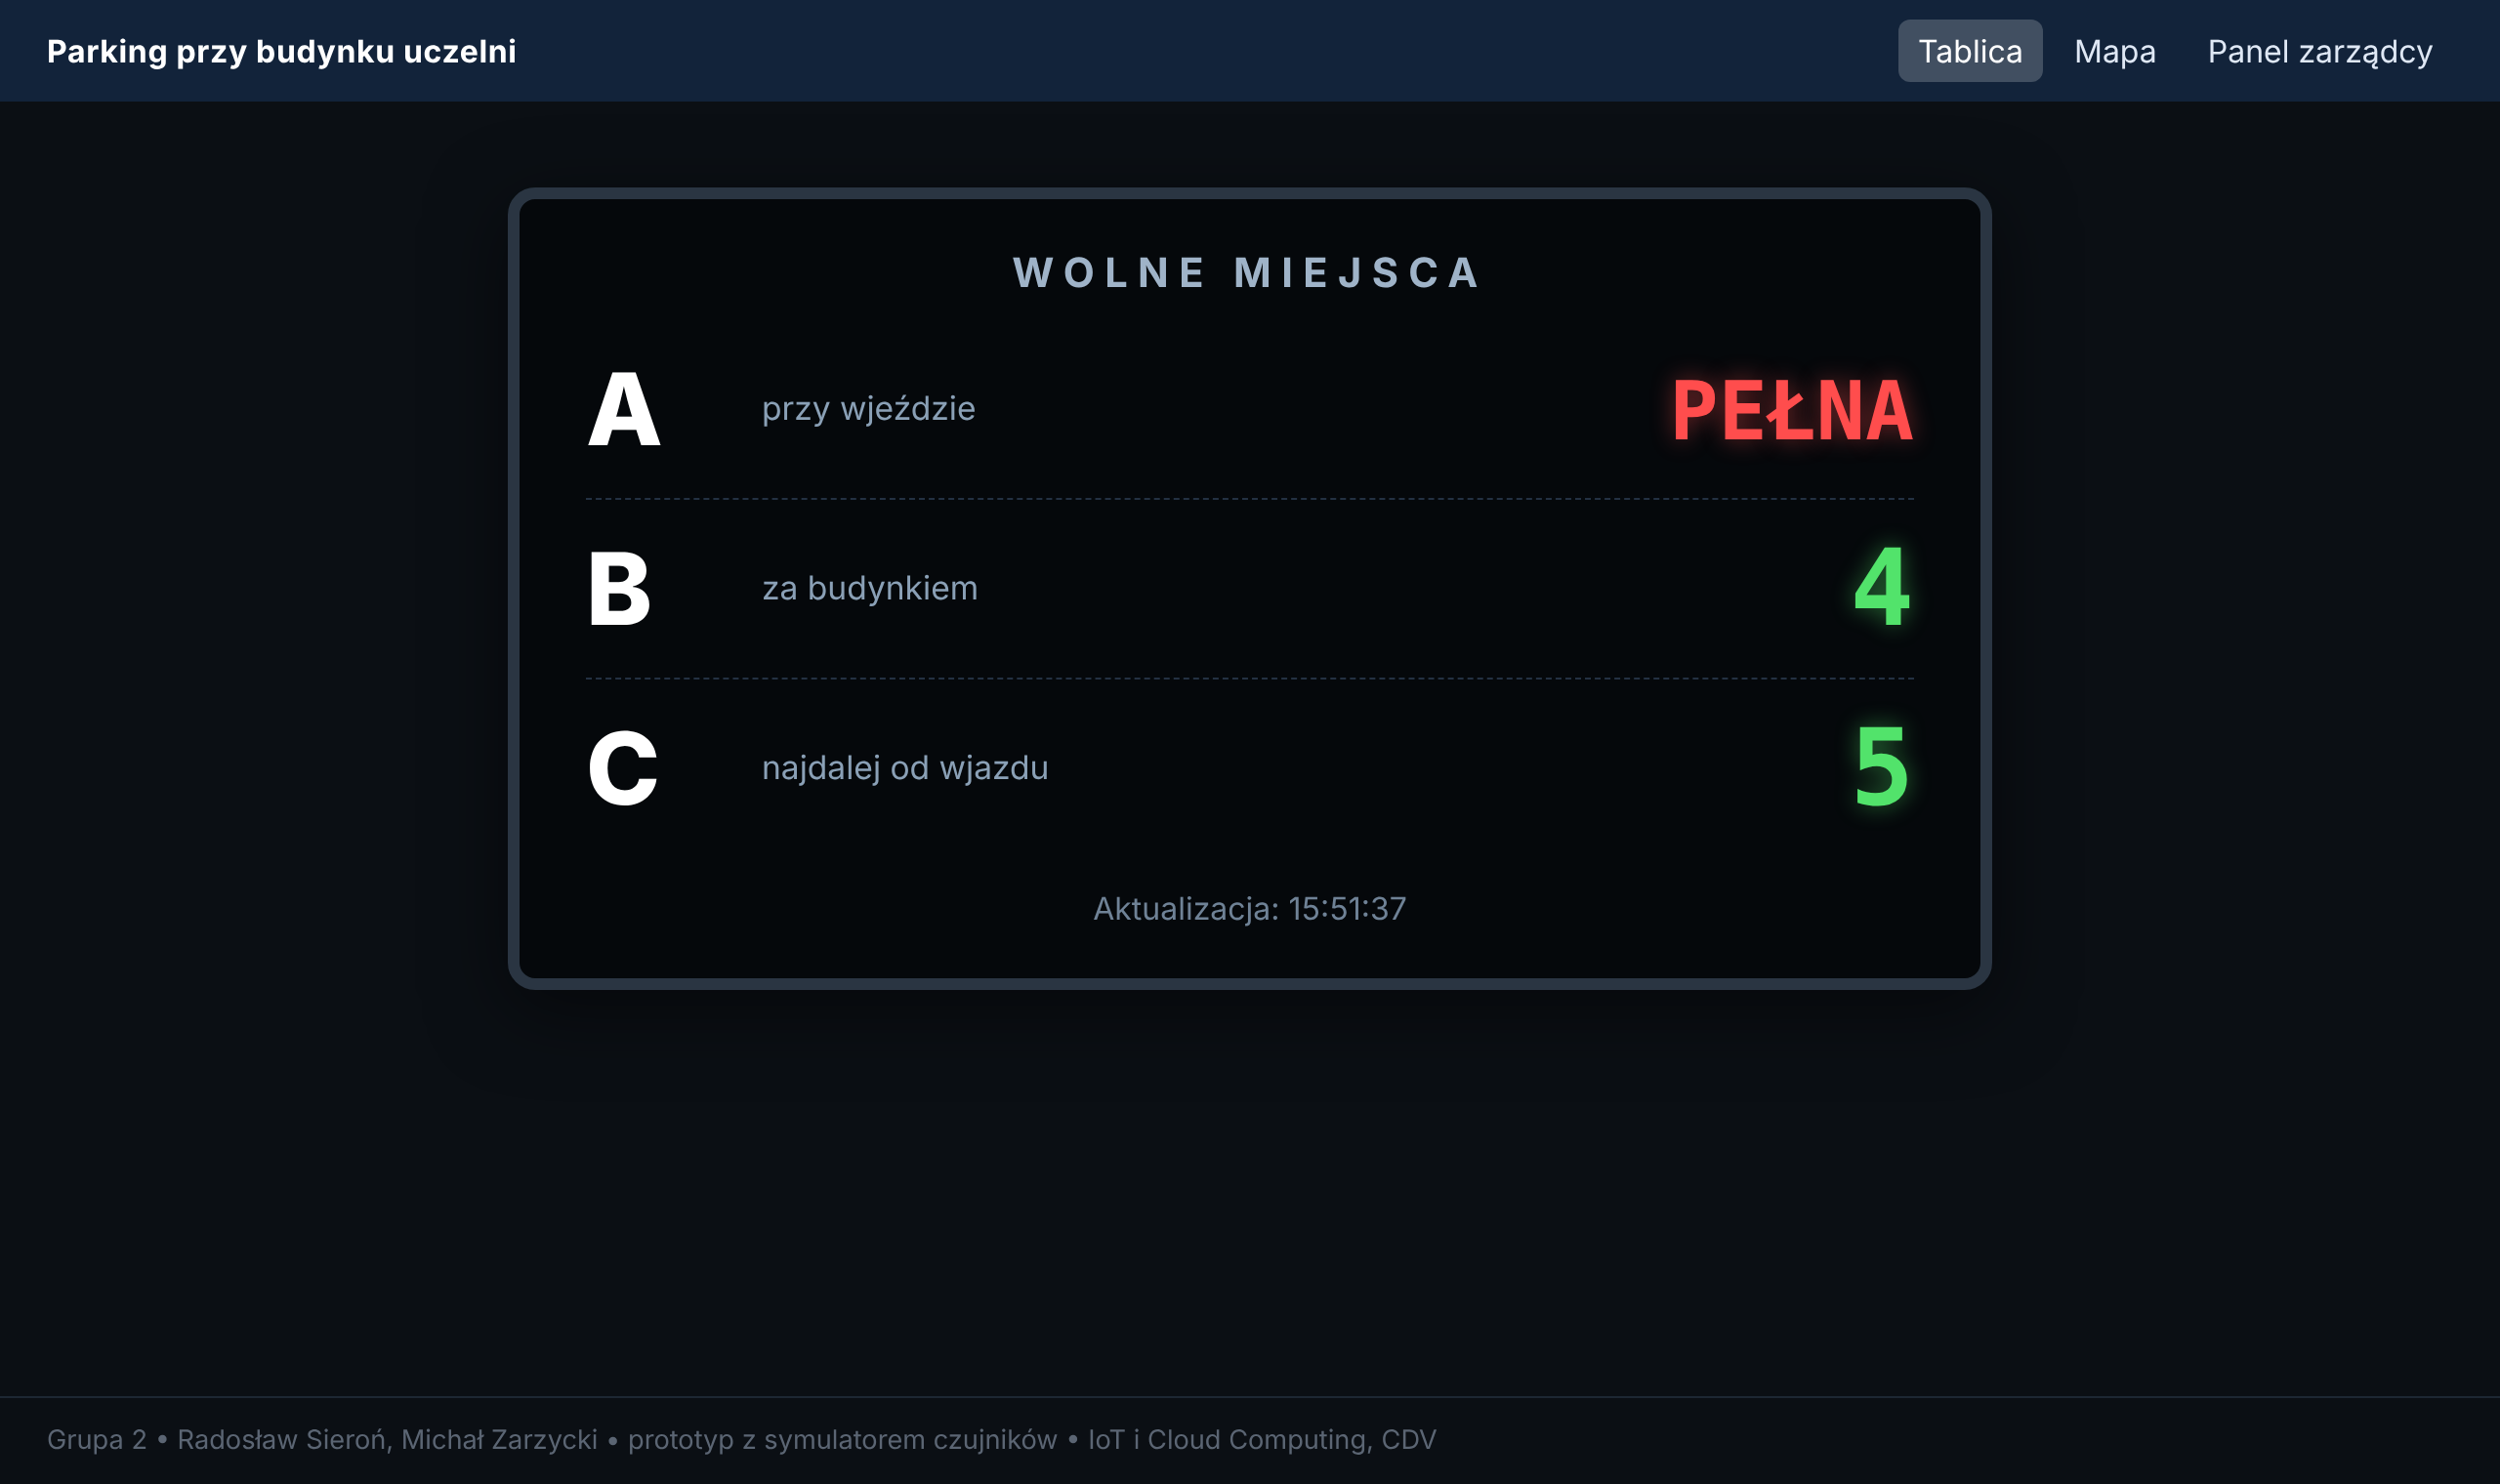 Parking przy budynku uczelni
Tablica
Mapa
Panel zarządcy
WOLNE MIEJSCA
A przy wjeździe PEŁNA
B za budynkiem 4
C najdalej od wjazdu 5
Aktualizacja: 15:51:37
Grupa 2 • Radosław Sieroń, Michał Zarzycki • prototyp z symulatorem czujników • IoT i Cloud Computing, CDV